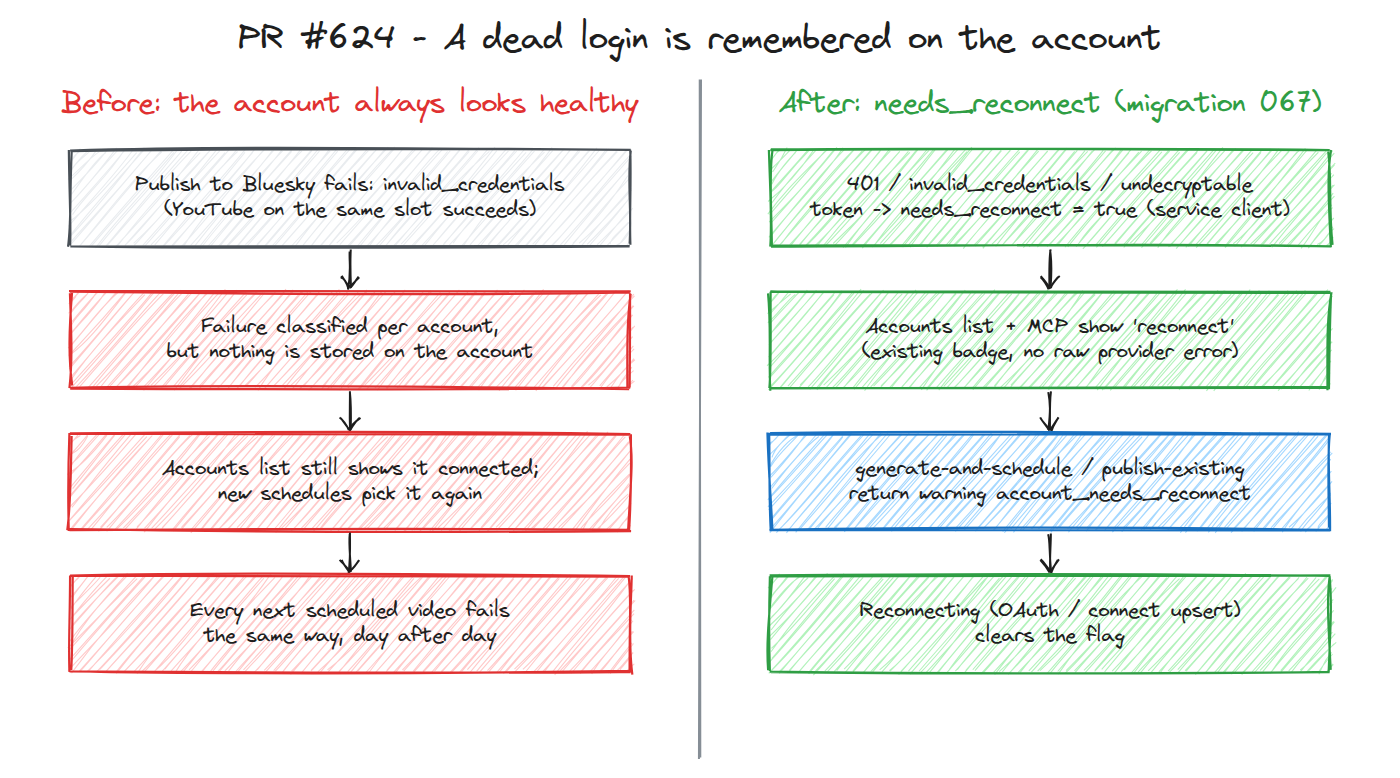 PR #624 - A dead login is remembered on the account
Before: the account always looks healthy
Publish to Bluesky fails: invalid_credentials
(YouTube on the same slot succeeds)
Failure classified per account,
but nothing is stored on the account
Accounts list still shows it connected;
new schedules pick it again
Every next scheduled video fails
the same way, day after day
After: needs_reconnect (migration 067)
401 / invalid_credentials / undecryptable
token -> needs_reconnect = true (service client)
Accounts list + MCP show 'reconnect'
(existing badge, no raw provider error)
generate-and-schedule / publish-existing
return warning account_needs_reconnect
Reconnecting (OAuth / connect upsert)
clears the flag